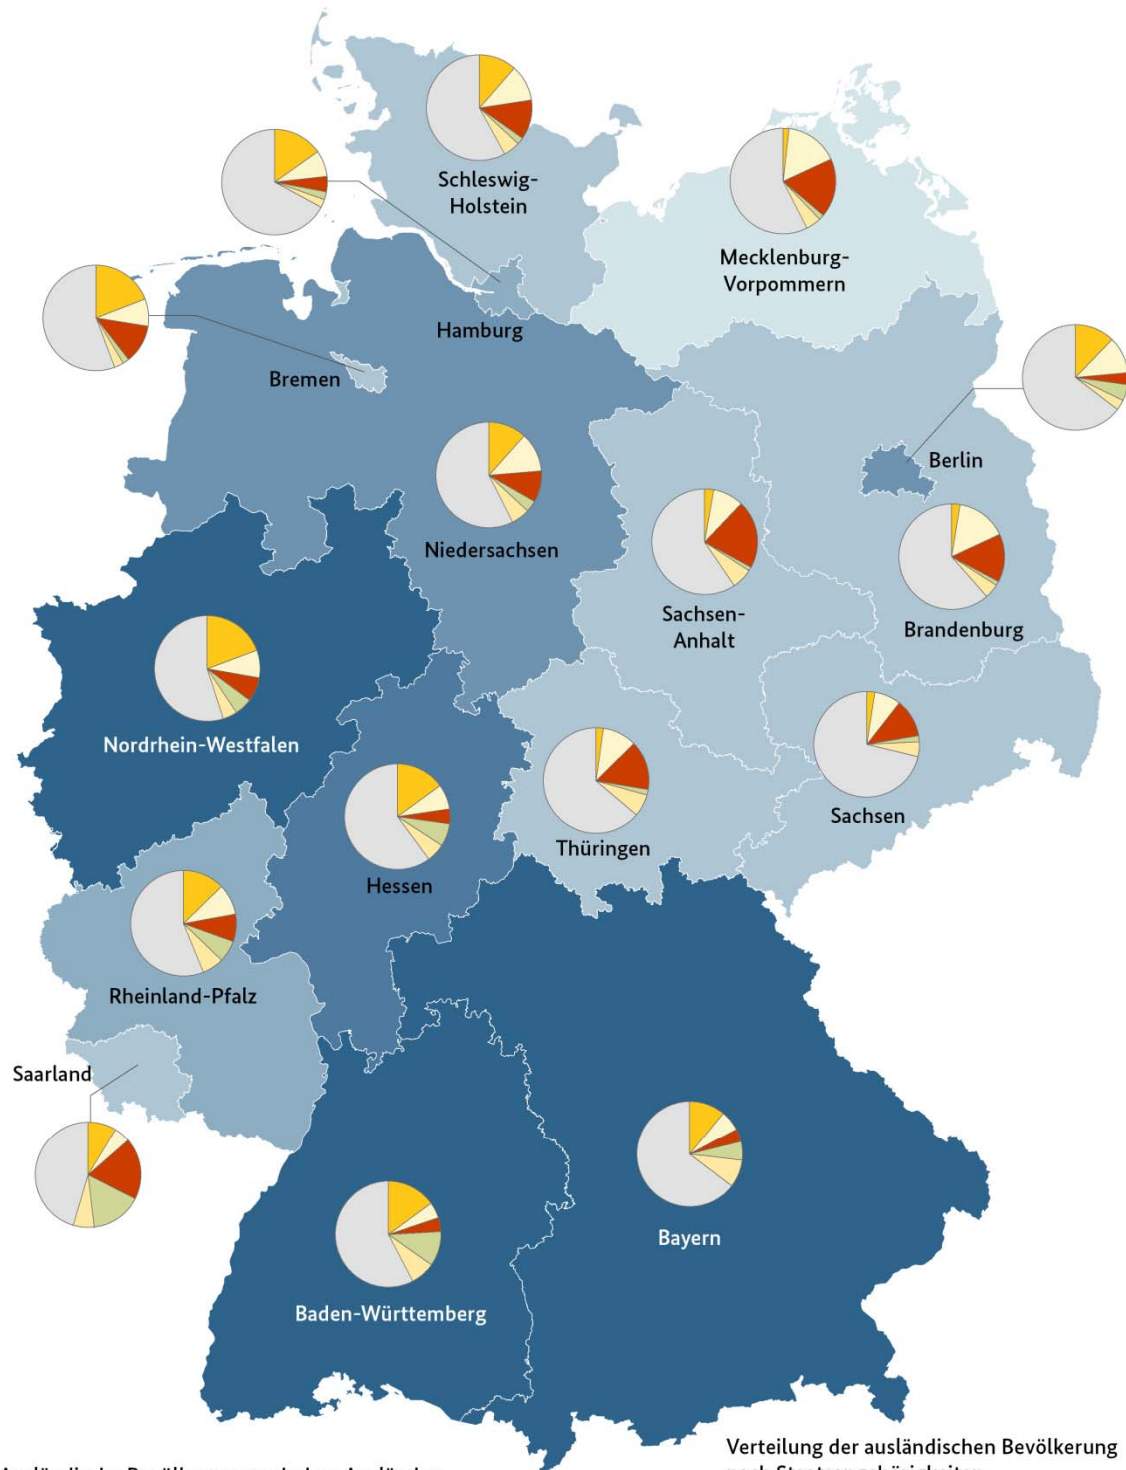 Schleswig-
Holstein
Mecklenburg-
Vorpommern
Hamburg
Bremen
Berlin
Niedersachsen
Sachsen-
Anhalt
Brandenburg
Nordrhein-Westfalen
Thüringen
Sachsen
Hessen
Rheinland-Pfalz
Saarland
Bayern
Baden-Württemberg
Verteilung der ausländischen Bevölkerung